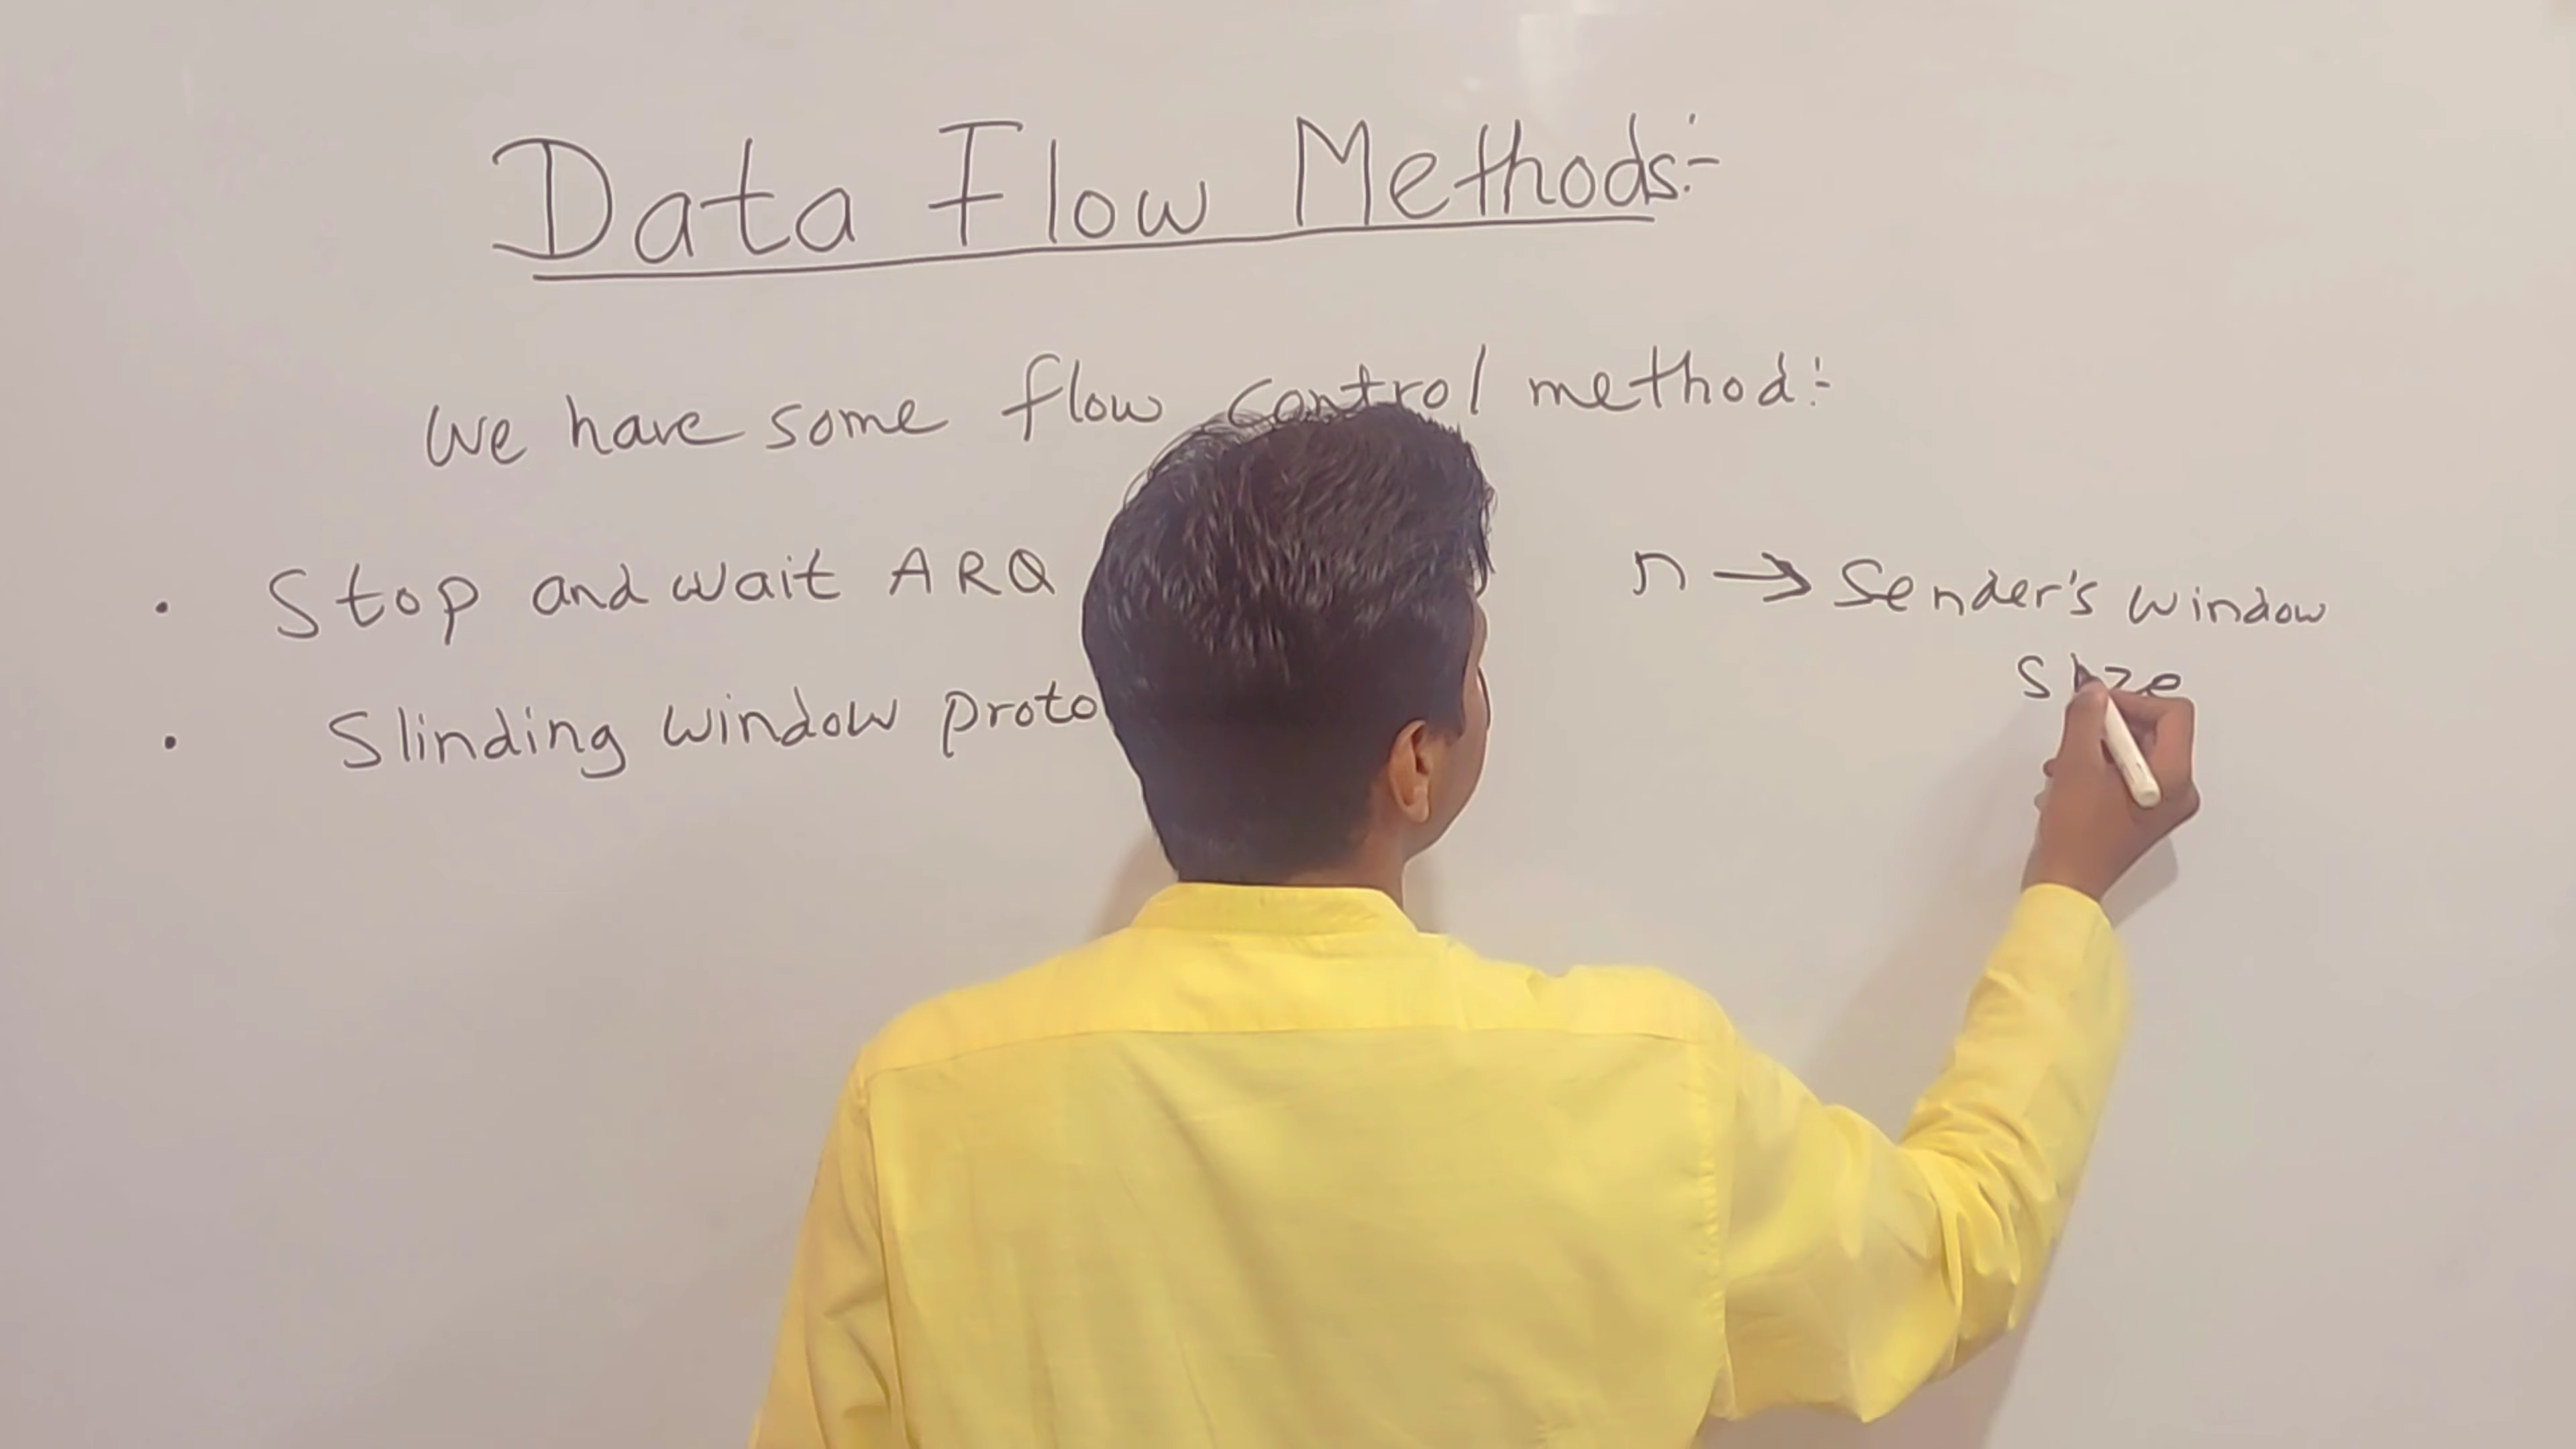 Data Flow Methods:-
We have some flow control method:-
• Stop and wait ARQ
n → Sender's window
size
• Slinding window proto